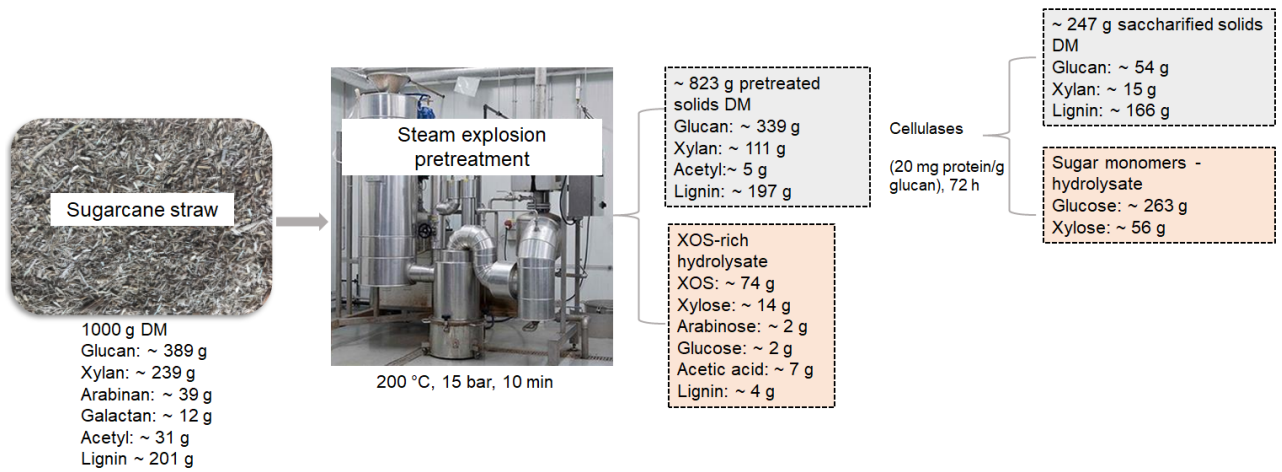 Sugarcane straw
1000 g DM
Glucan: ~ 389 g
Xylan: ~ 239 g
Arabinan: ~ 39 g
Galactan: ~ 12 g
Acetyl: ~ 31 g
Lignin ~ 201 g
Steam explosion
pretreatment
200 °C, 15 bar, 10 min
~ 823 g pretreated
solids DM
Glucan: ~ 339 g
Xylan: ~ 111 g
Acetyl:~ 5 g
Lignin: ~ 197 g
XOS-rich
hydrolysate
XOS: ~ 74 g
Xylose: ~ 14 g
Arabinose: ~ 2 g
Glucose: ~ 2 g
Acetic acid: ~ 7 g
Lignin: ~ 4 g
Cellulases
(20 mg protein/g
glucan), 72 h
~ 247 g saccharified solids
DM
Glucan: ~ 54 g
Xylan: ~ 15 g
Lignin: ~ 166 g
Sugar monomers -
hydrolysate
Glucose: ~ 263 g
Xylose: ~ 56 g